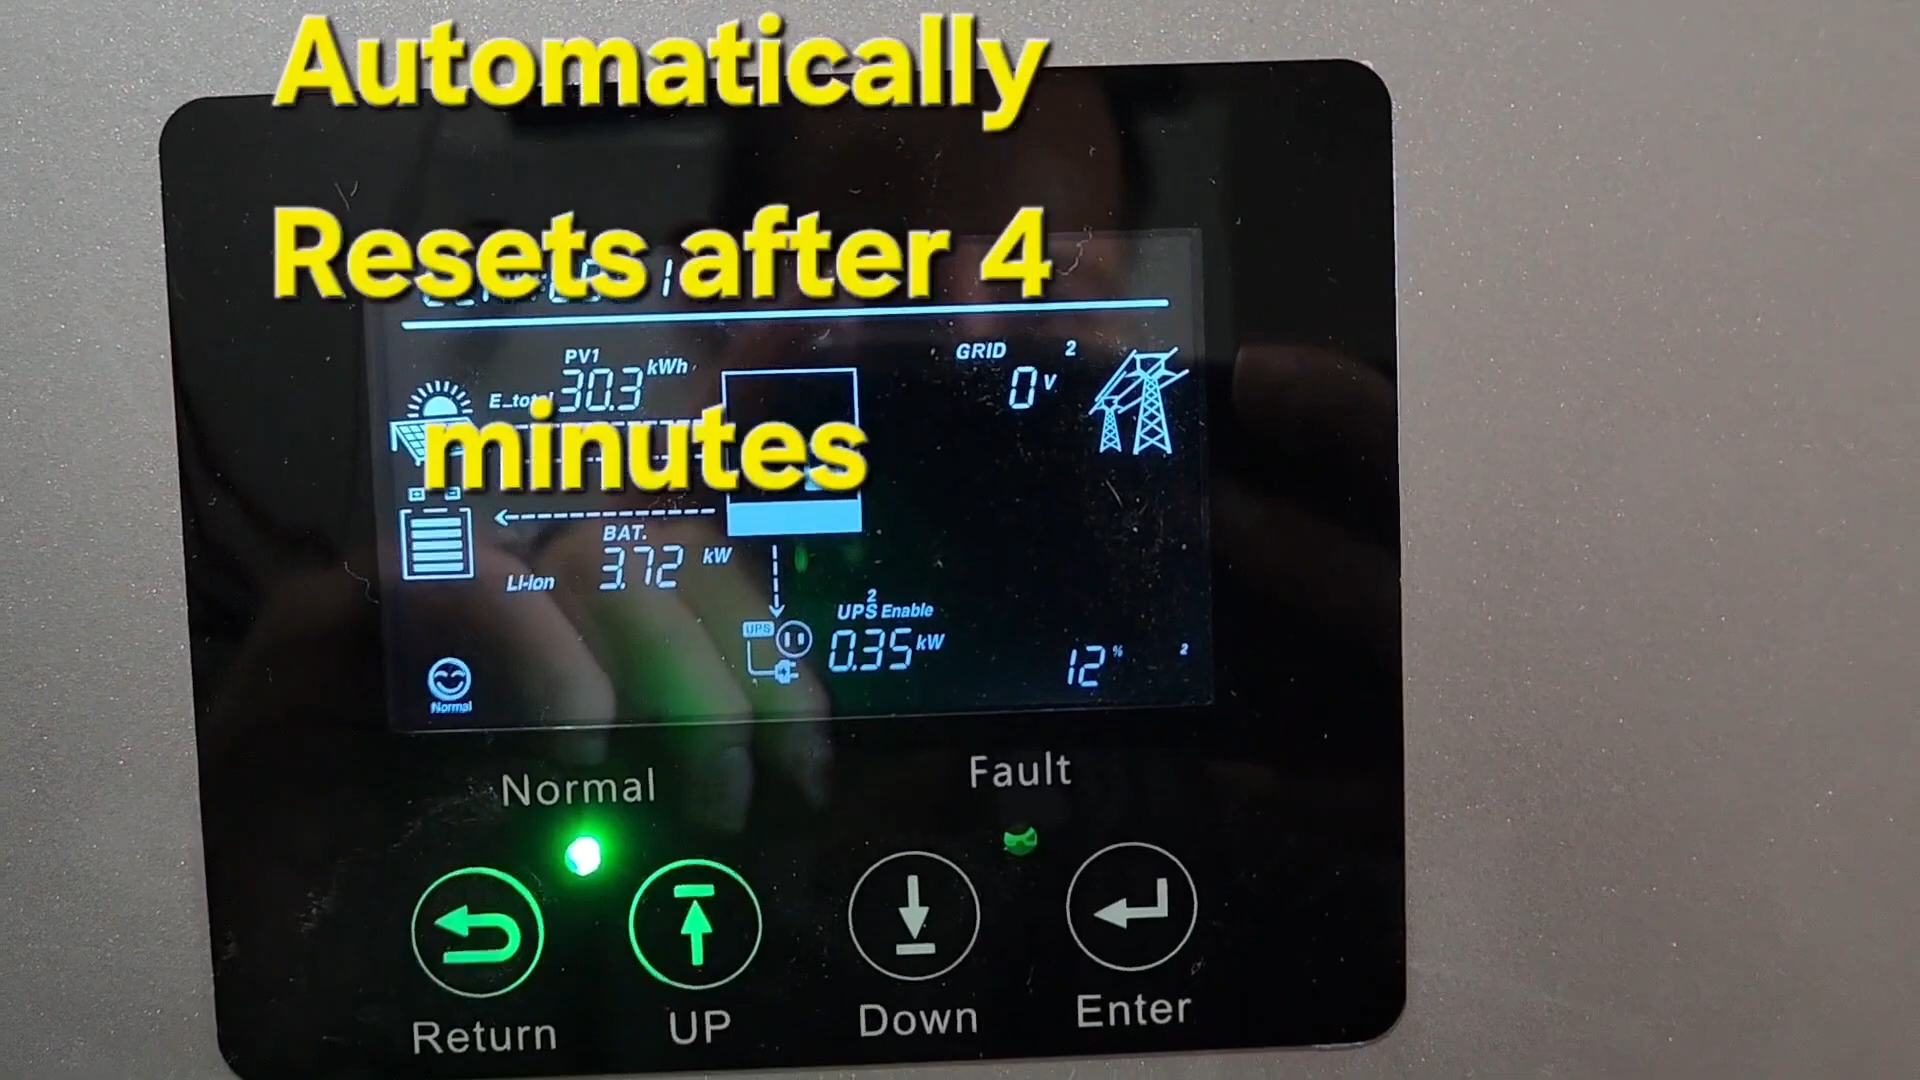 Automatically
Resets after 4
minutes
PV1
30.3 kWh
GRID 2
0 V
BAT.
3.72 kW
Li-Ion
2
UPS Enable
UPS
0.35 kW
12 % 2
Normal
Normal
Fault
Return
UP
Down
Enter